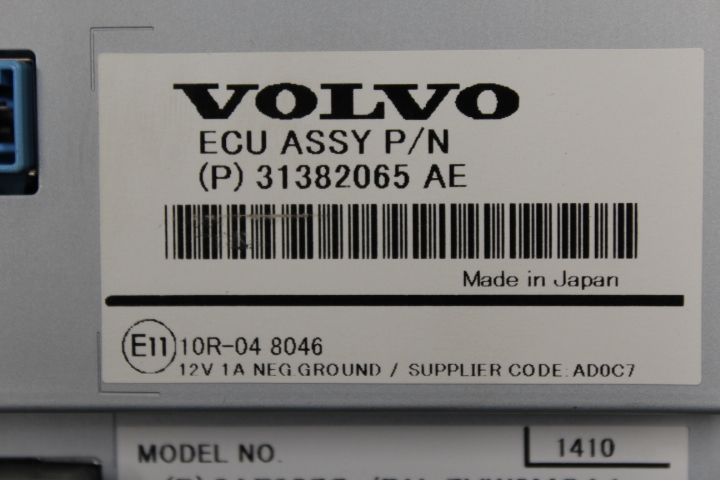 VOLVO
ECU ASSY P/N
(P) 31382065 AE
Made in Japan
E11 10R-04 8046
12V 1A NEG GROUND / SUPPLIER CODE: AD0C7
MODEL NO. 1410